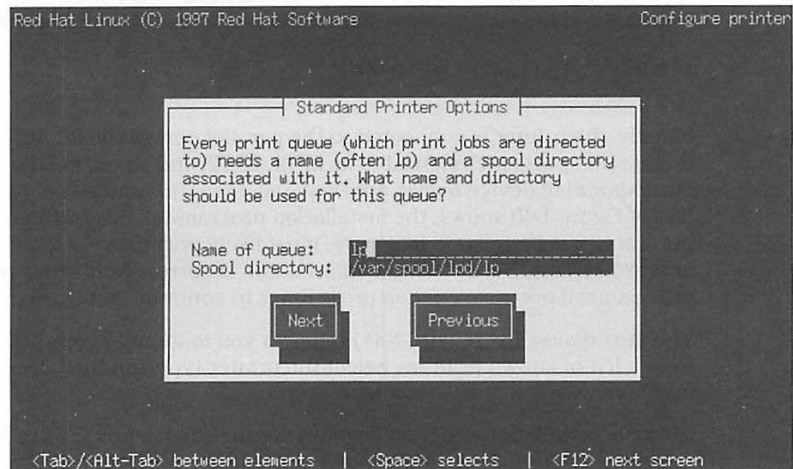 Red Hat Linux (C) 1997 Red Hat Software Configure printer
Standard Printer Options
Every print queue (which print jobs are directed
to) needs a name (often lp) and a spool directory
associated with it. What name and directory
should be used for this queue?
Name of queue: lp
Spool directory: /var/spool/lpd/lp
Next Previous
<Tab>/<Alt-Tab> between elements | <Space> selects | <F12> next screen